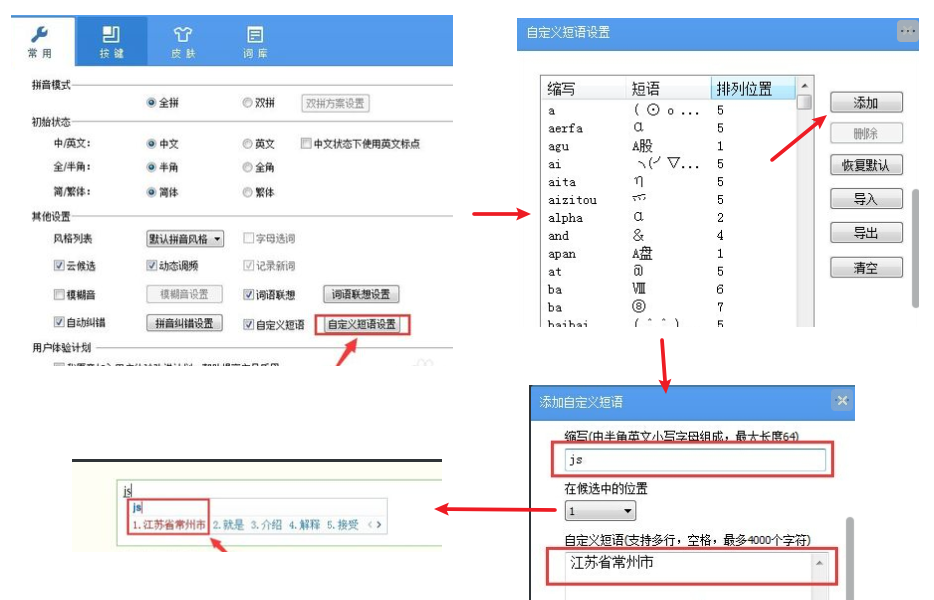 常用 按键 皮肤 词库
拼音模式
全拼 双拼 双拼方案设置
初始状态
中/英文： 中文 英文 中文状态下使用英文标点
全/半角： 半角 全角
简/繁体： 简体 繁体
其他设置
风格列表 默认拼音风格 字母选词
云候选 动态调频 记录新词
模糊音 模糊音设置 词语联想 词语联想设置
自动纠错 拼音纠错设置 自定义短语 自定义短语设置
用户体验计划
自定义短语设置
缩写 短语 排列位置
a ( ⊙ o ... 5
aerfa α 5
agu A股 1
ai ヽ(╯▽... 5
aita η 5
aizitou 5
alpha α 2
and & 4
apan A盘 1
at @ 5
ba Ⅷ 6
ba ⑧ 7
baibai ( ＾＾ ) 5
添加
删除
恢复默认
导入
导出
清空
添加自定义短语
缩写(由半角英文小写字母组成，最大长度64)
js
在候选中的位置
1
自定义短语(支持多行，空格，最多4000个字符)
江苏省常州市
js
js
1.江苏省常州市 2.就是 3.介绍 4.解释 5.接受 < >